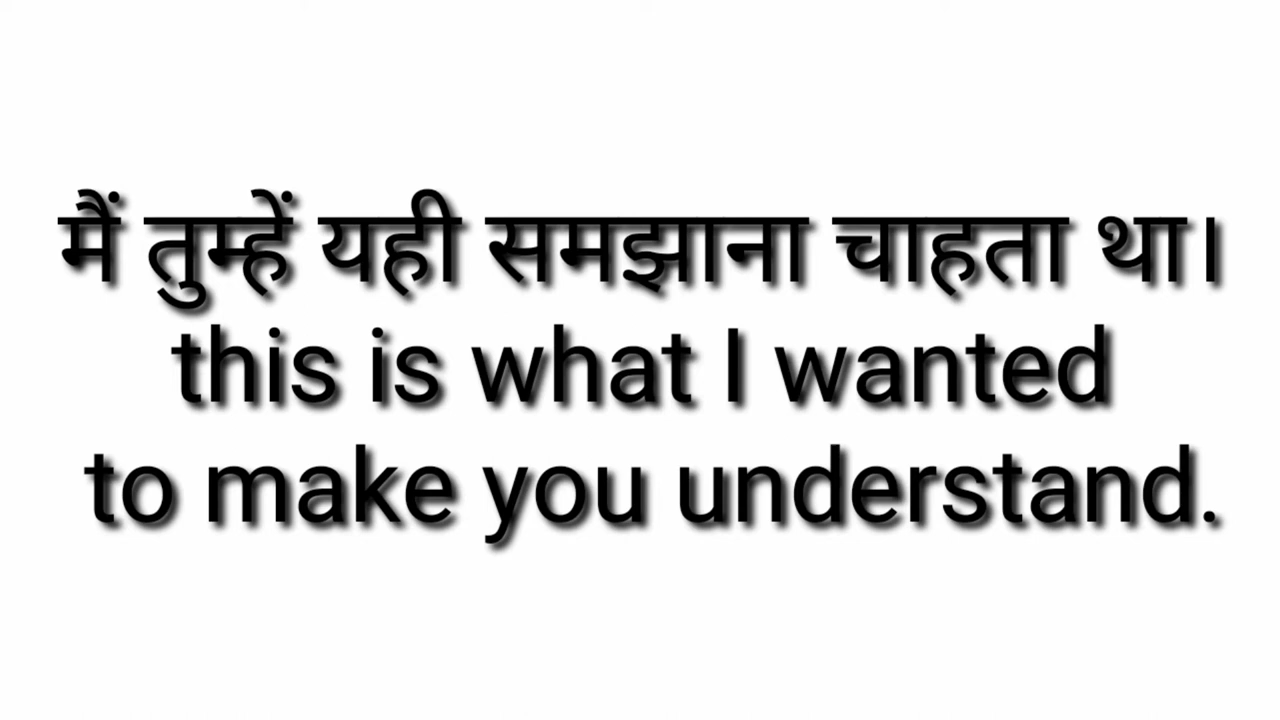 मैं तुम्हें यही समझाना चाहता था।
this is what I wanted
to make you understand.